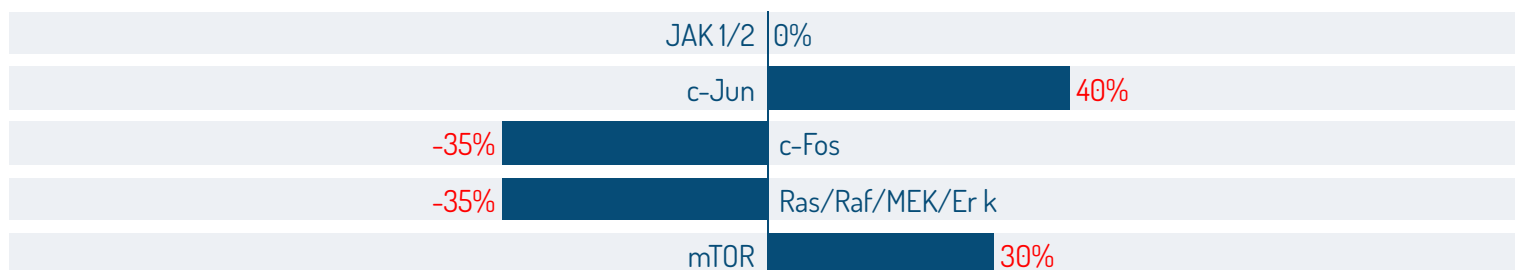 JAK 1/2 0%
c-Jun 40%
-35% c-Fos
-35% Ras/Raf/MEK/Er k
mTOR 30%